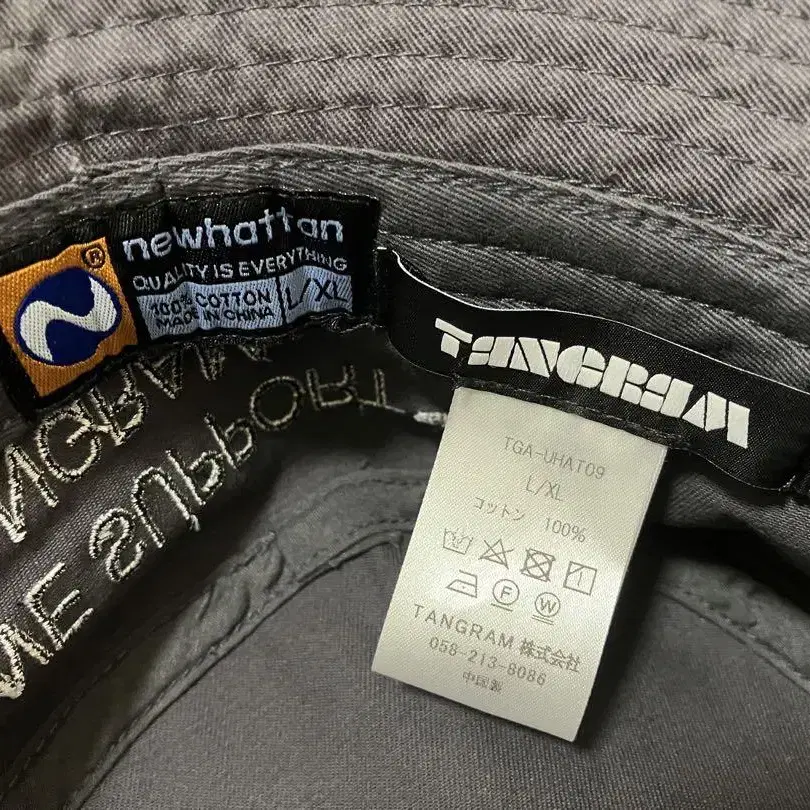 newhattan
®
QUALITY IS EVERYTHING
100% COTTON
MADE IN CHINA
L/XL
TANGRAM
TGA-UHAT09
L/XL
コットン 100%
F W
TANGRAM 株式会社
058-213-8086
中国製
SUPPORT